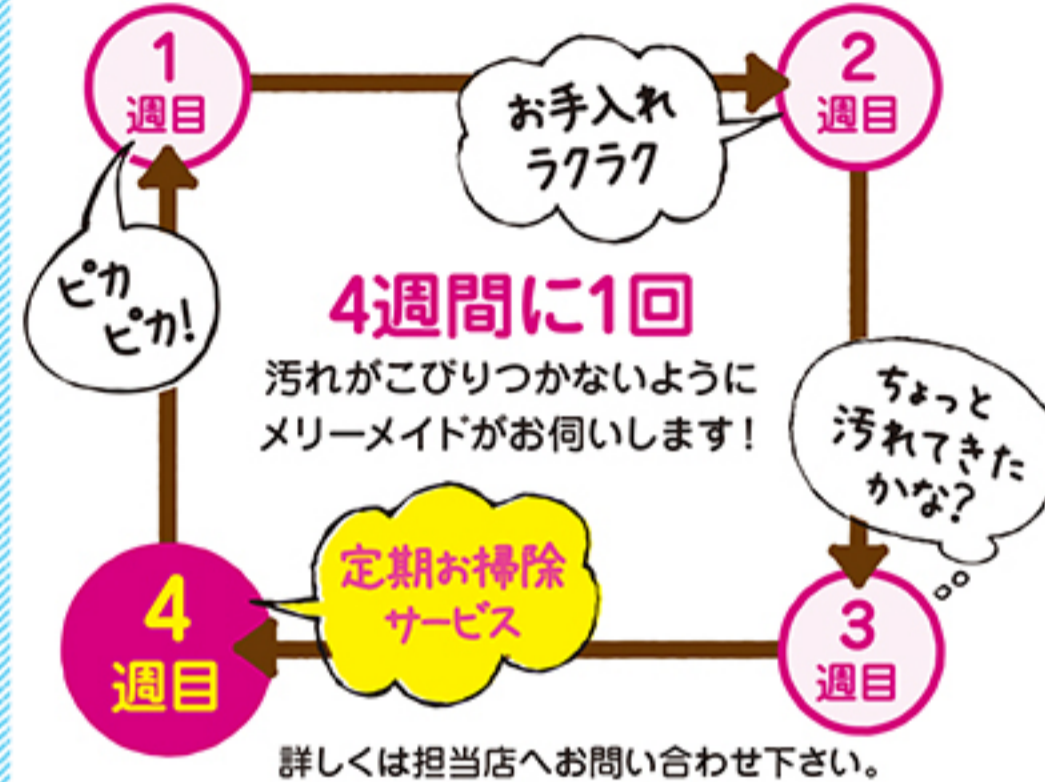 1
週目
2
週目
お手入れ
ラクラク
ピカ
ピカ!
4週間に1回
汚れがこびりつかないように
メリーメイドがお伺いします!
ちょっと
汚れてきた
かな?
定期お掃除
サービス
4
週目
3
週目
詳しくは担当店へお問い合わせ下さい。